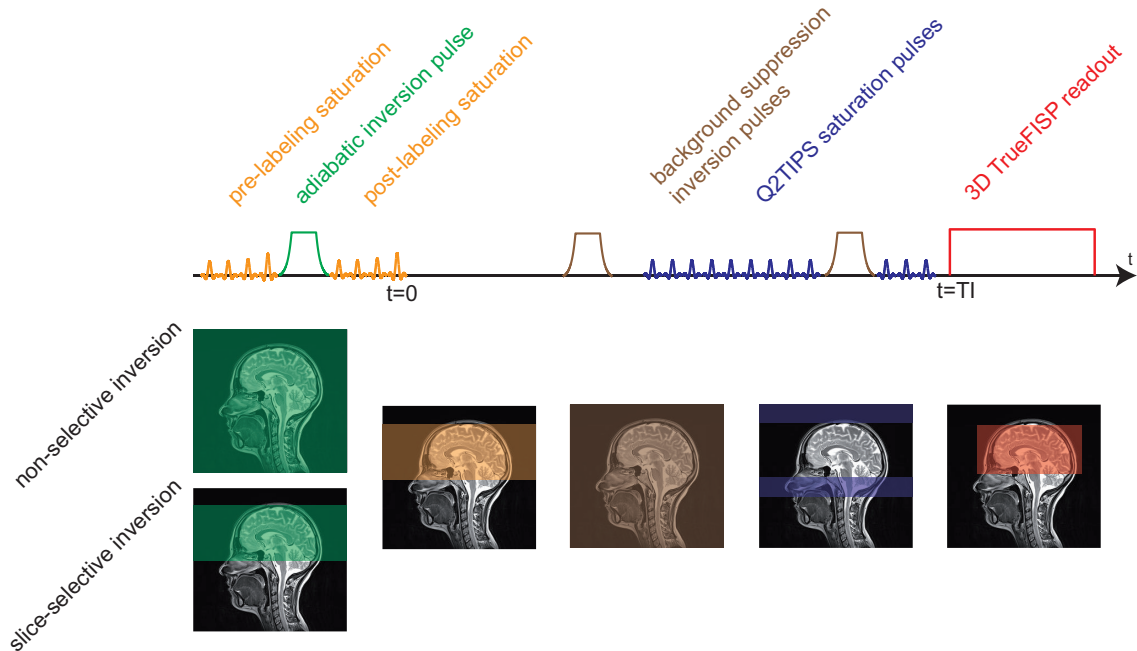 pre-labeling saturation
adiabatic inversion pulse
post-labeling saturation
background suppression
inversion pulses
Q2TIPS saturation pulses
3D TrueFISP readout
t
t=0
t=TI
non-selective inversion
slice-selective inversion